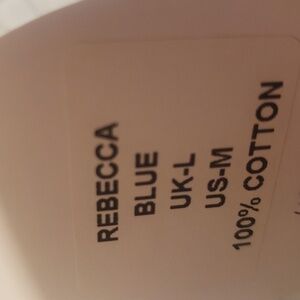 REBECCA
BLUE
UK-L
US-M
100% COTTON